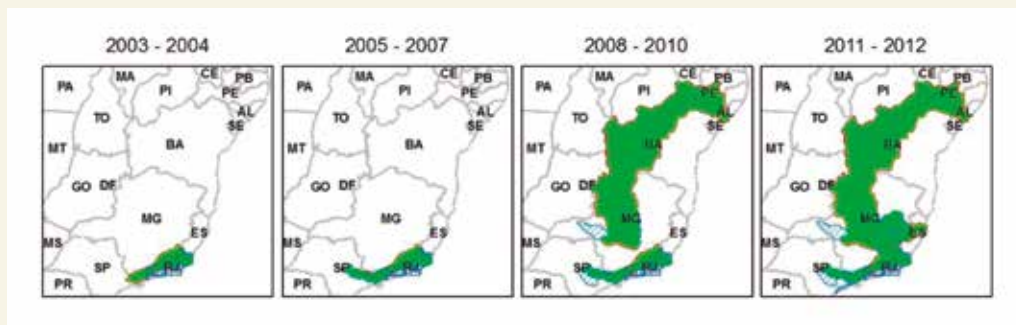 2003 - 2004
2005 - 2007
2008 - 2010
2011 - 2012
PA
MA
CE
PB
PI
PE
AL
SE
TO
BA
MT
GO
DF
MG
ES
MS
SP
RJ
PR
PA
MA
CE
PB
PI
PE
AL
SE
TO
BA
MT
GO
DF
MG
ES
MS
SP
RJ
PR
PA
MA
CE
PB
PI
PE
AL
SE
TO
BA
MT
GO
DF
MG
ES
MS
SP
RJ
PR
PA
MA
CE
PB
PI
PE
AL
SE
TO
BA
MT
GO
DF
MG
ES
MS
SP
RJ
PR